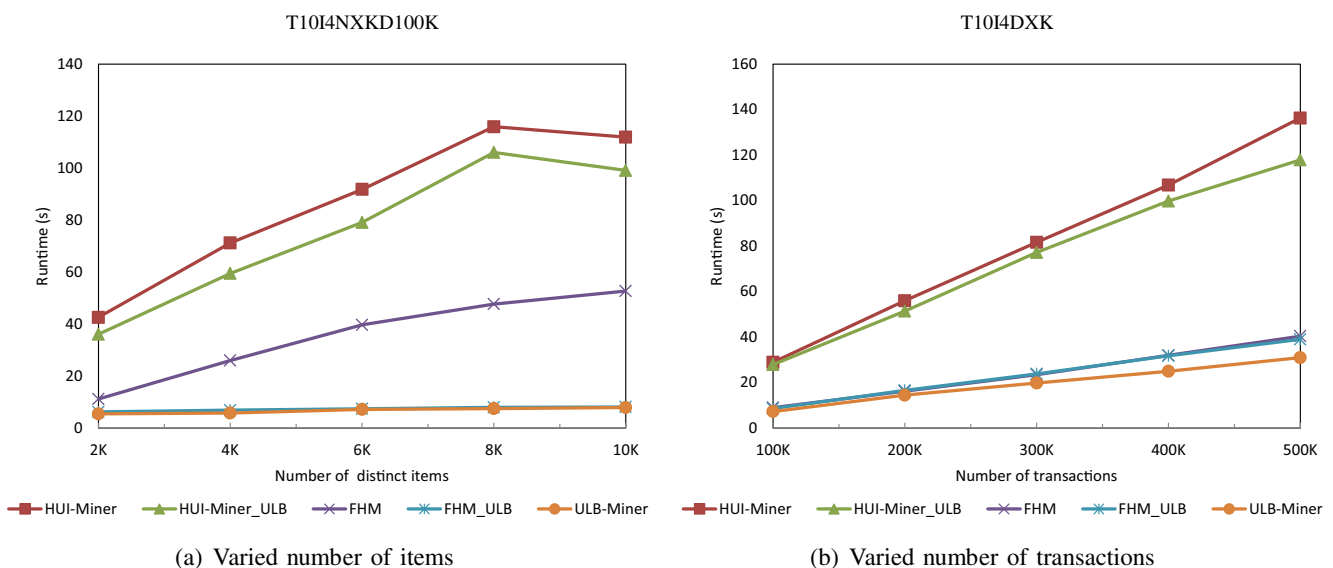 T10I4NXKD100K
140
120
100
80
60
40
20
0
Runtime (s)
2K 4K 6K 8K 10K
Number of distinct items
HUI-Miner HUI-Miner_ULB FHM FHM_ULB ULB-Miner
(a) Varied number of items
T10I4DXK
160
140
120
100
80
60
40
20
0
Runtime (s)
100K 200K 300K 400K 500K
Number of transactions
HUI-Miner HUI-Miner_ULB FHM FHM_ULB ULB-Miner
(b) Varied number of transactions